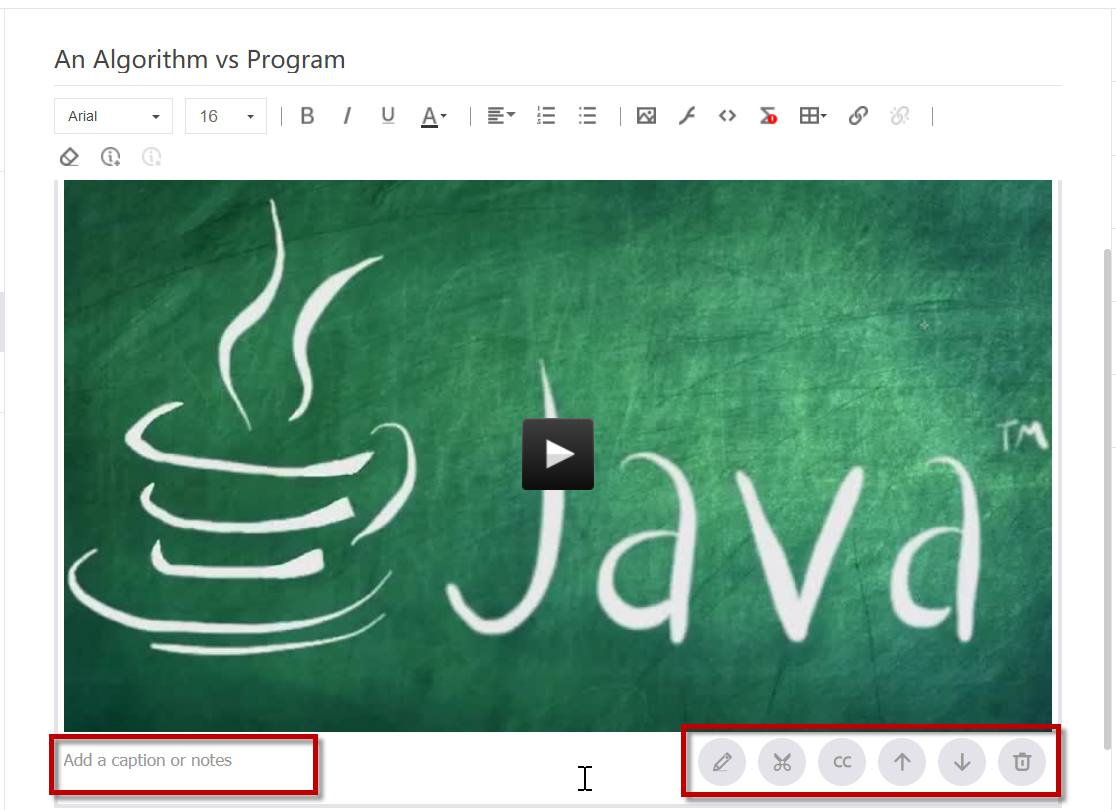 An Algorithm vs Program
Arial 16 B I U A
Java TM
Add a caption or notes
CC